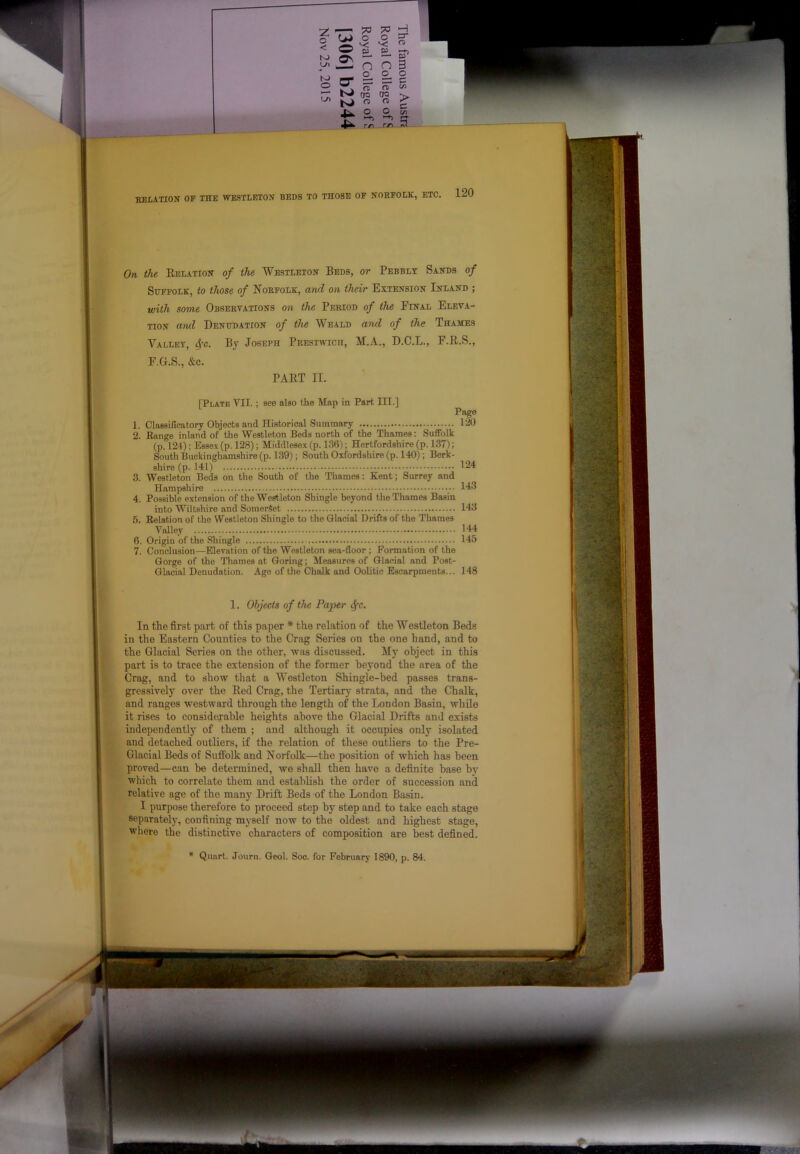 The famous Austra
Royal College of
Royal College of
[306] b2244
Nov 25, 2015
RELATION OF THE WESTLETON BEDS TO THOSE OF NORFOLK, ETC. 120
On the Relation of the Westleton Beds, or Pebbly Sands of
Suffolk, to those of Norfolk, and on their Extension Inland ;
with some Observations on the Period of the Final Eleva-
tion and Denudation of the Weald and of the Thames
Valley, &c. By Joseph Prestwich, M.A., D.C.L., F.R.S.,
F.G.S., &c.
PART II.
[Plate VII. ; see also the Map in Part III.]
Page
1. Classificatory Objects and Historical Summary ........ 120
2. Range inland of the Westleton Beds north of the Thames: Suffolk
(p. 124); Essex (p. 128); Middlesex (p. 136); Hertfordshire (p. 137);
South Buckinghamshire (p. 139); South Oxfordshire (p. 140); Berk-
shire (p. 141) ........ 124
3. Westleton Beds on the South of the Thames: Kent; Surrey and
Hampshire ........ 143
4. Possible extension of the Westleton Shingle beyond the Thames Basin
into Wiltshire and Somerset ........ 143
5. Relation of the Westleton Shingle to the Glacial Drifts of the Thames
Valley ........ 144
6. Origin of the Shingle ........ 145
7. Conclusion—Elevation of the Westleton sea-floor; Formation of the
Gorge of the Thames at Goring; Measures of Glacial and Post-
Glacial Denudation. Age of the Chalk and Oolitic Escarpments... 148
1. Objects of the Paper &c.
In the first part of this paper * the relation of the Westleton Beds
in the Eastern Counties to the Crag Series on the one hand, and to
the Glacial Series on the other, was discussed. My object in this
part is to trace the extension of the former beyond the area of the
Crag, and to show that a Westleton Shingle-bed passes trans-
gressively over the Red Crag, the Tertiary strata, and the Chalk,
and ranges westward through the length of the London Basin, while
it rises to considerable heights above the Glacial Drifts and exists
independently of them ; and although it occupies only isolated
and detached outliers, if the relation of these outliers to the Pre-
Glacial Beds of Suffolk and Norfolk—the position of which has been
proved—can be determined, we shall then have a definite base by
which to correlate them and establish the order of succession and
relative age of the many Drift Beds of the London Basin.
I purpose therefore to proceed step by step and to take each stage
separately, confining myself now to the oldest and highest stage,
where the distinctive characters of composition are best defined.
* Quart. Journ. Geol. Soc. for February 1890, p. 84.